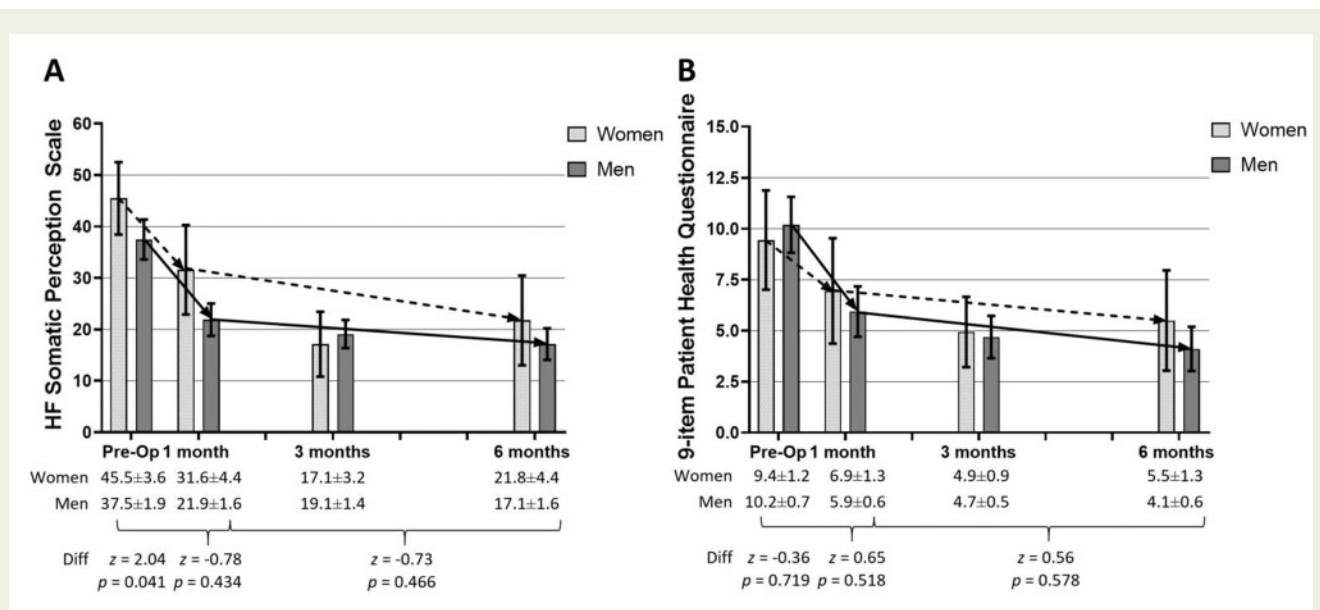 A
HF Somatic Perception Scale
60
50
40
30
20
10
0
Women
Men
Pre-Op 1 month 3 months 6 months
Women 45.5±3.6 31.6±4.4 17.1±3.2 21.8±4.4
Men 37.5±1.9 21.9±1.6 19.1±1.4 17.1±1.6
Diff z = 2.04 z = -0.78 z = -0.73
p = 0.041 p = 0.434 p = 0.466
B
9-item Patient Health Questionnaire
15.0
12.5
10.0
7.5
5.0
2.5
0.0
Women
Men
Pre-Op 1 month 3 months 6 months
Women 9.4±1.2 6.9±1.3 4.9±0.9 5.5±1.3
Men 10.2±0.7 5.9±0.6 4.7±0.5 4.1±0.6
Diff z = -0.36 z = 0.65 z = 0.56
p = 0.719 p = 0.518 p = 0.578